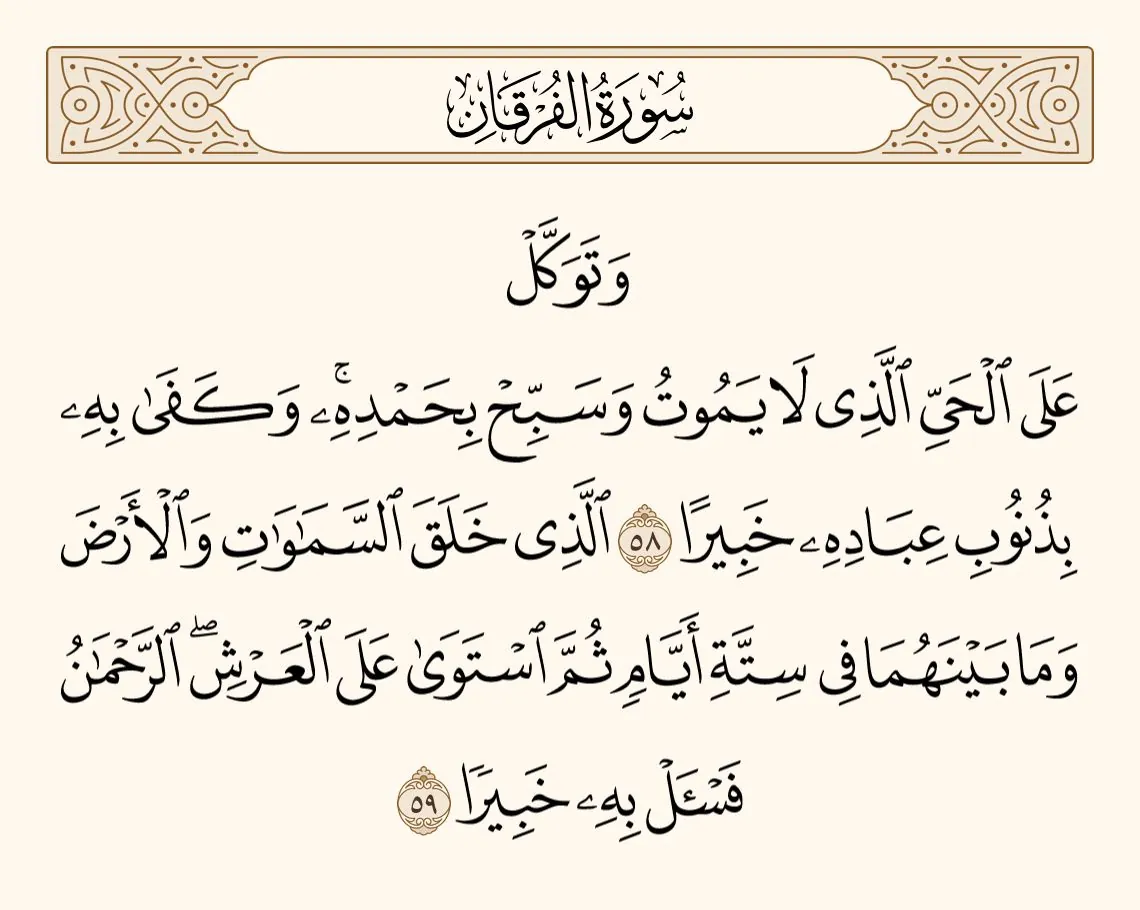 سُورَةُ الفُرۡقَانِ
وَتَوَكَّلۡ
عَلَى ٱلۡحَيِّ ٱلَّذِى لَا يَمُوتُ وَسَبِّحۡ بِحَمۡدِهِۦۚ وَكَفَىٰ بِهِۦ
بِذُنُوبِ عِبَادِهِۦ خَبِيرًا ٥٨ ٱلَّذِى خَلَقَ ٱلسَّمَٰوَٰتِ وَٱلۡأَرۡضَ
وَمَا بَيۡنَهُمَا فِى سِتَّةِ أَيَّامٖ ثُمَّ ٱسۡتَوَىٰ عَلَى ٱلۡعَرۡشِۖ ٱلرَّحۡمَٰنُ
فَسۡـَٔلۡ بِهِۦ خَبِيرٗا ٥٩